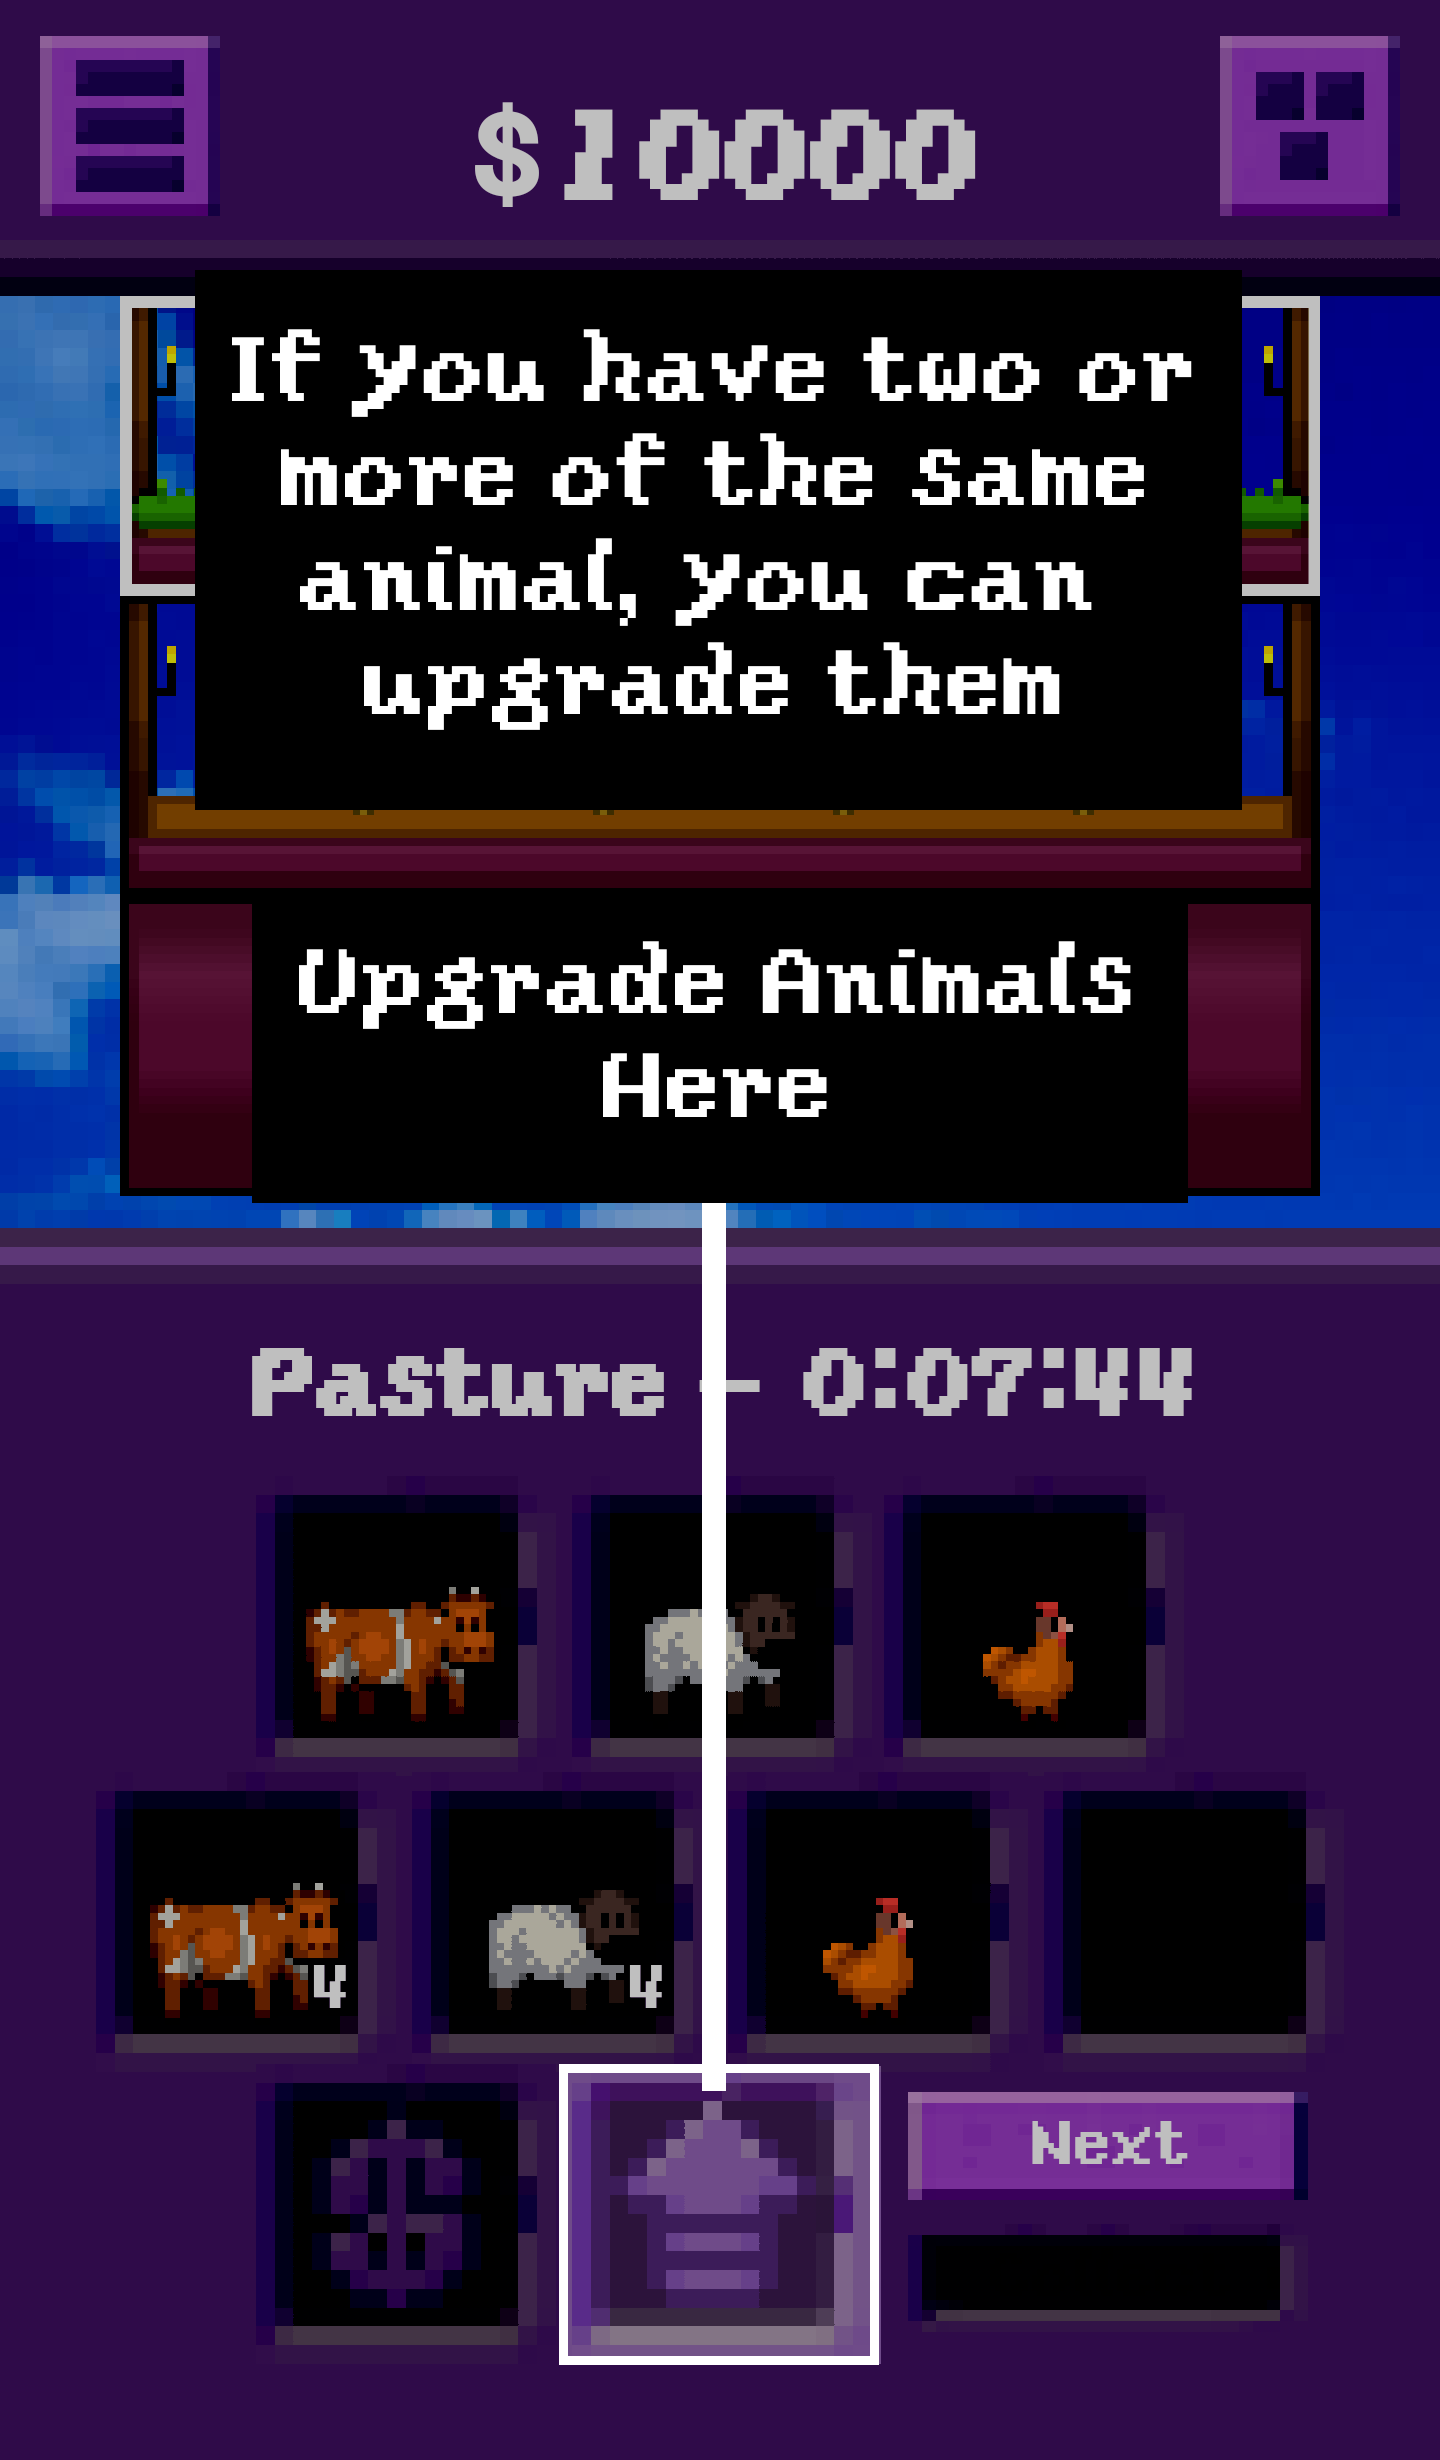 $10000
If you have two or
more of the same
animal, you can
upgrade them
Upgrade Animals
Here
Pasture - 0:07:44
4
4
Next